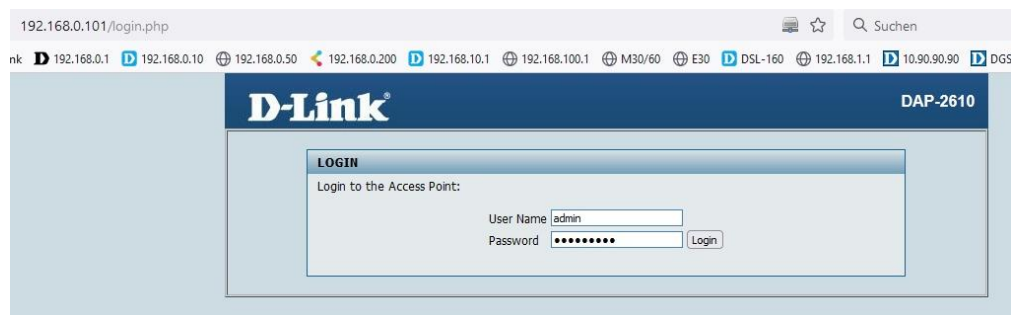 192.168.0.101/login.php Suchen
nk 192.168.0.1 192.168.0.10 192.168.0.50 192.168.0.200 192.168.10.1 192.168.100.1 M30/60 E30 DSL-160 192.168.1.1 10.90.90.90 DGS
D-Link® DAP-2610
LOGIN
Login to the Access Point:
User Name admin
Password ●●●●●●●●● Login